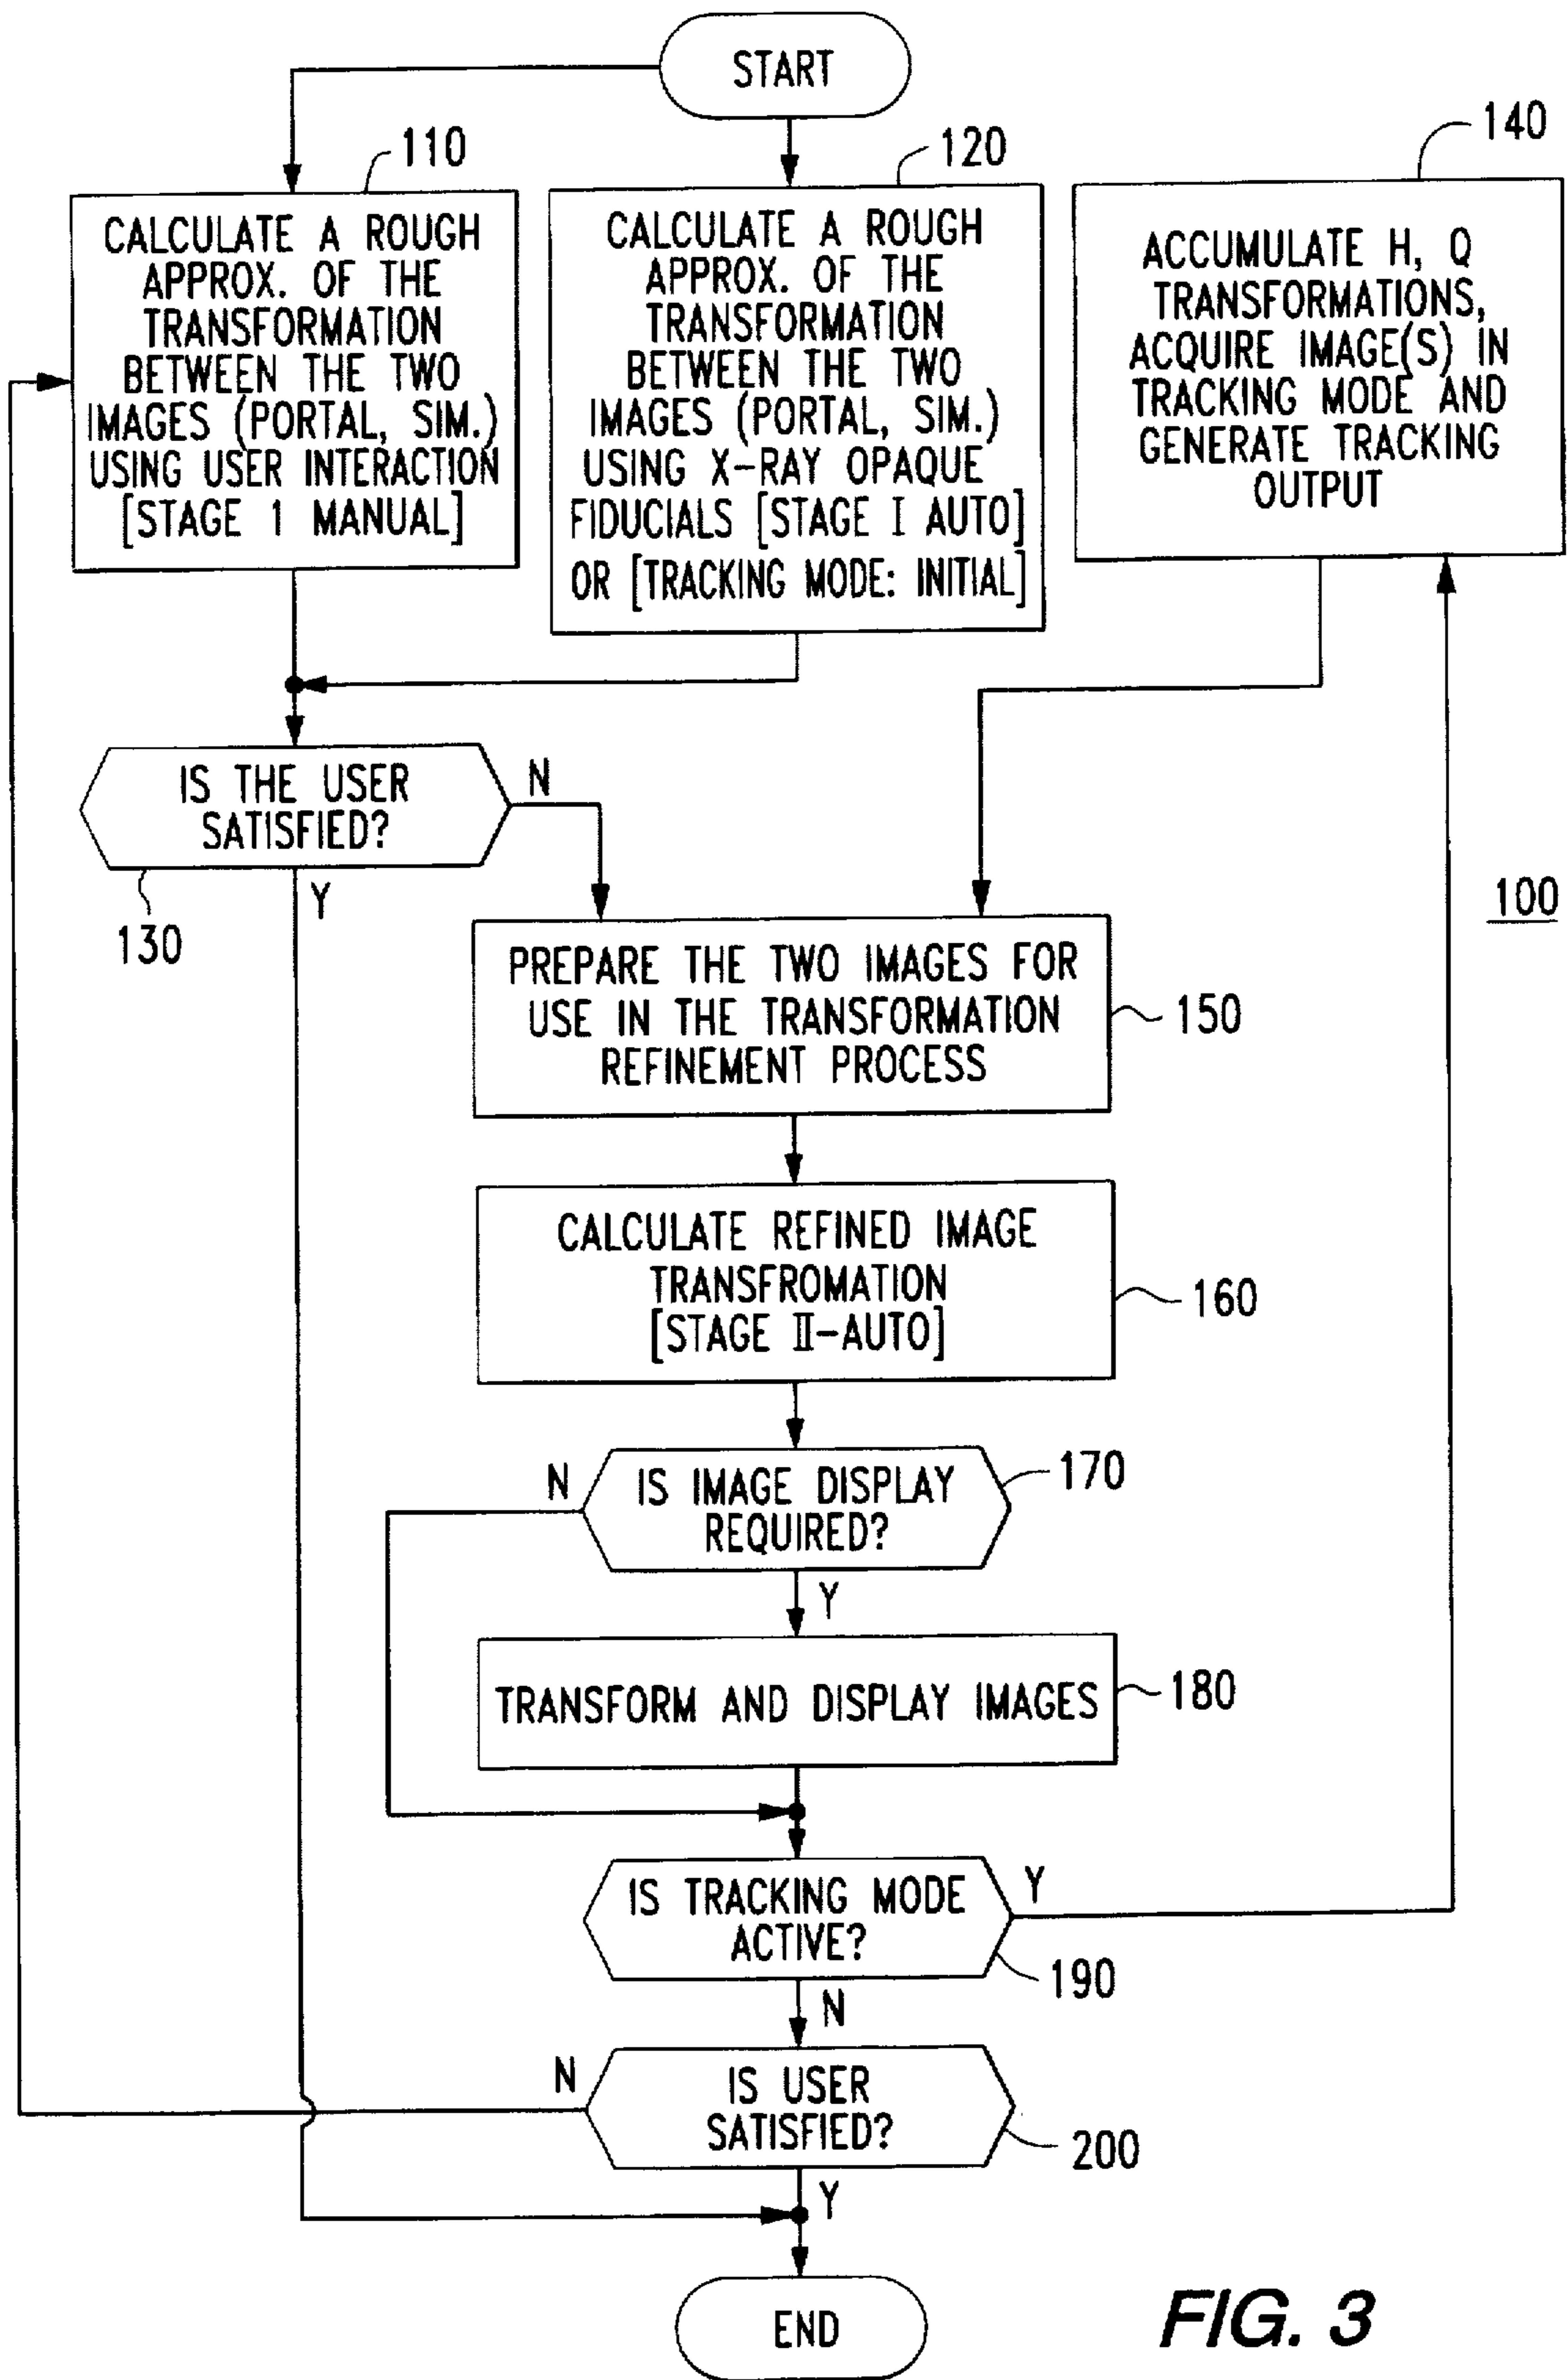 START
110
CALCULATE A ROUGH
APPROX. OF THE
TRANSFORMATION
BETWEEN THE TWO
IMAGES (PORTAL, SIM.)
USING USER INTERACTION
[STAGE 1 MANUAL]
120
CALCULATE A ROUGH
APPROX. OF THE
TRANSFORMATION
BETWEEN THE TWO
IMAGES (PORTAL, SIM.)
USING X-RAY OPAQUE
FIDUCIALS [STAGE I AUTO]
OR [TRACKING MODE: INITIAL]
140
ACCUMULATE H, Q
TRANSFORMATIONS,
ACQUIRE IMAGE(S) IN
TRACKING MODE AND
GENERATE TRACKING
OUTPUT
IS THE USER
SATISFIED?
N
Y
130
100
PREPARE THE TWO IMAGES FOR
USE IN THE TRANSFORMATION
REFINEMENT PROCESS
150
CALCULATE REFINED IMAGE
TRANSFROMATION
[STAGE II-AUTO]
160
N
IS IMAGE DISPLAY
REQUIRED?
170
Y
TRANSFORM AND DISPLAY IMAGES
180
IS TRACKING MODE
ACTIVE?
Y
190
N
N
IS USER
SATISFIED?
200
Y
END
FIG. 3